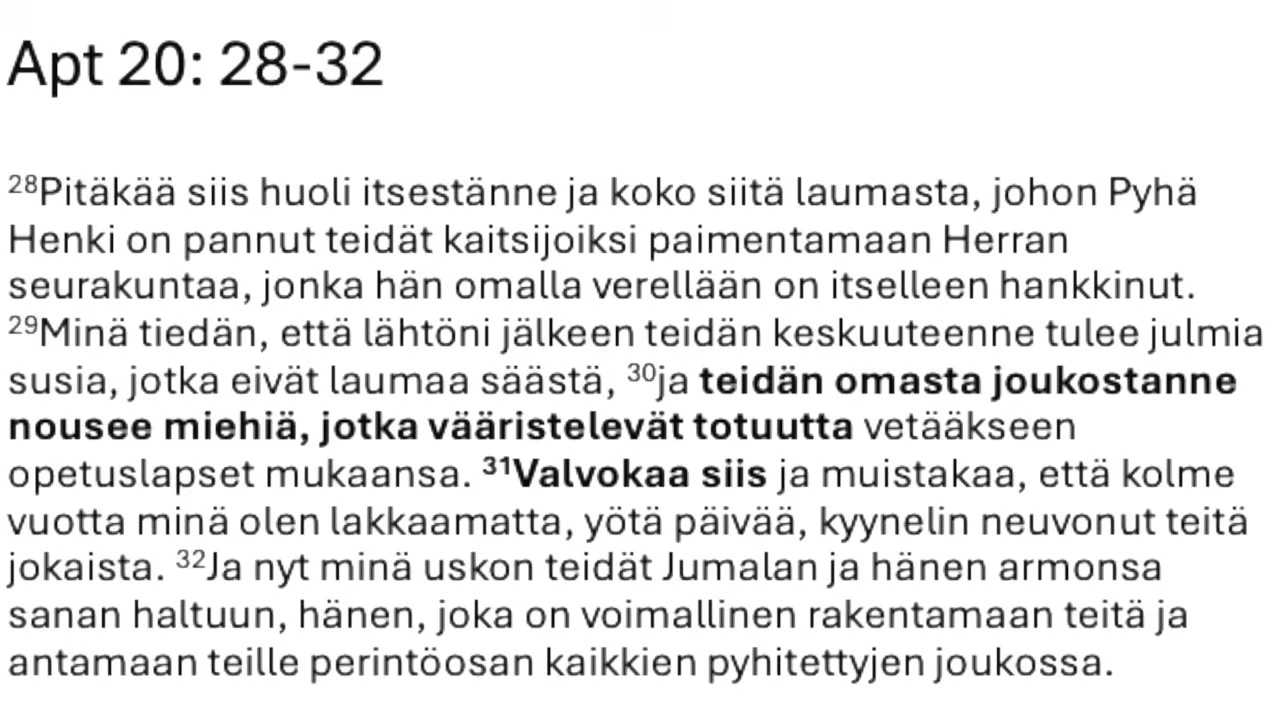 Apt 20: 28-32
²⁸Pitäkää siis huoli itsestänne ja koko siitä laumasta, johon Pyhä
Henki on pannut teidät kaitsijoiksi paimentamaan Herran
seurakuntaa, jonka hän omalla verellään on itselleen hankkinut.
²⁹Minä tiedän, että lähtöni jälkeen teidän keskuuteenne tulee julmia
susia, jotka eivät laumaa säästä, ³⁰ja teidän omasta joukostanne
nousee miehiä, jotka vääristelevät totuutta vetääkseen
opetuslapset mukaansa. ³¹Valvokaa siis ja muistakaa, että kolme
vuotta minä olen lakkaamatta, yötä päivää, kyynelin neuvonut teitä
jokaista. ³²Ja nyt minä uskon teidät Jumalan ja hänen armonsa
sanan haltuun, hänen, joka on voimallinen rakentamaan teitä ja
antamaan teille perintöosan kaikkien pyhitettyjen joukossa.